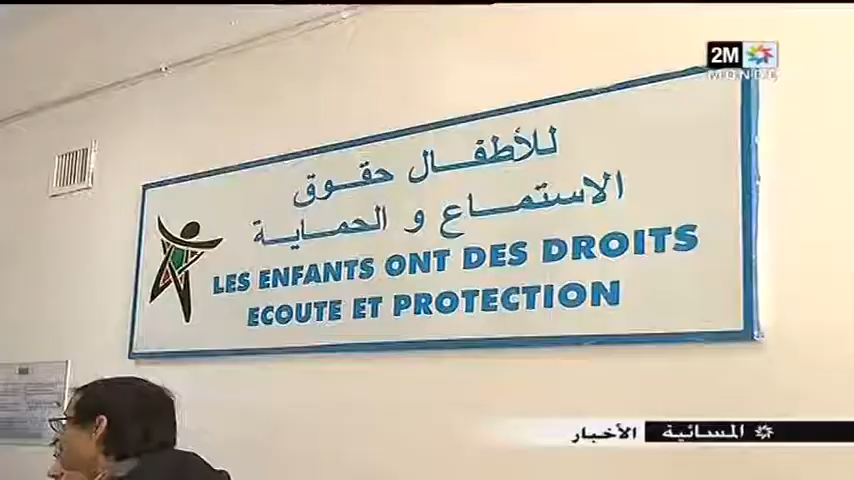 2M
MONDE
للأطفال حقوق
الاستماع و الحماية
LES ENFANTS ONT DES DROITS
ECOUTE ET PROTECTION
المسائية الأخبار